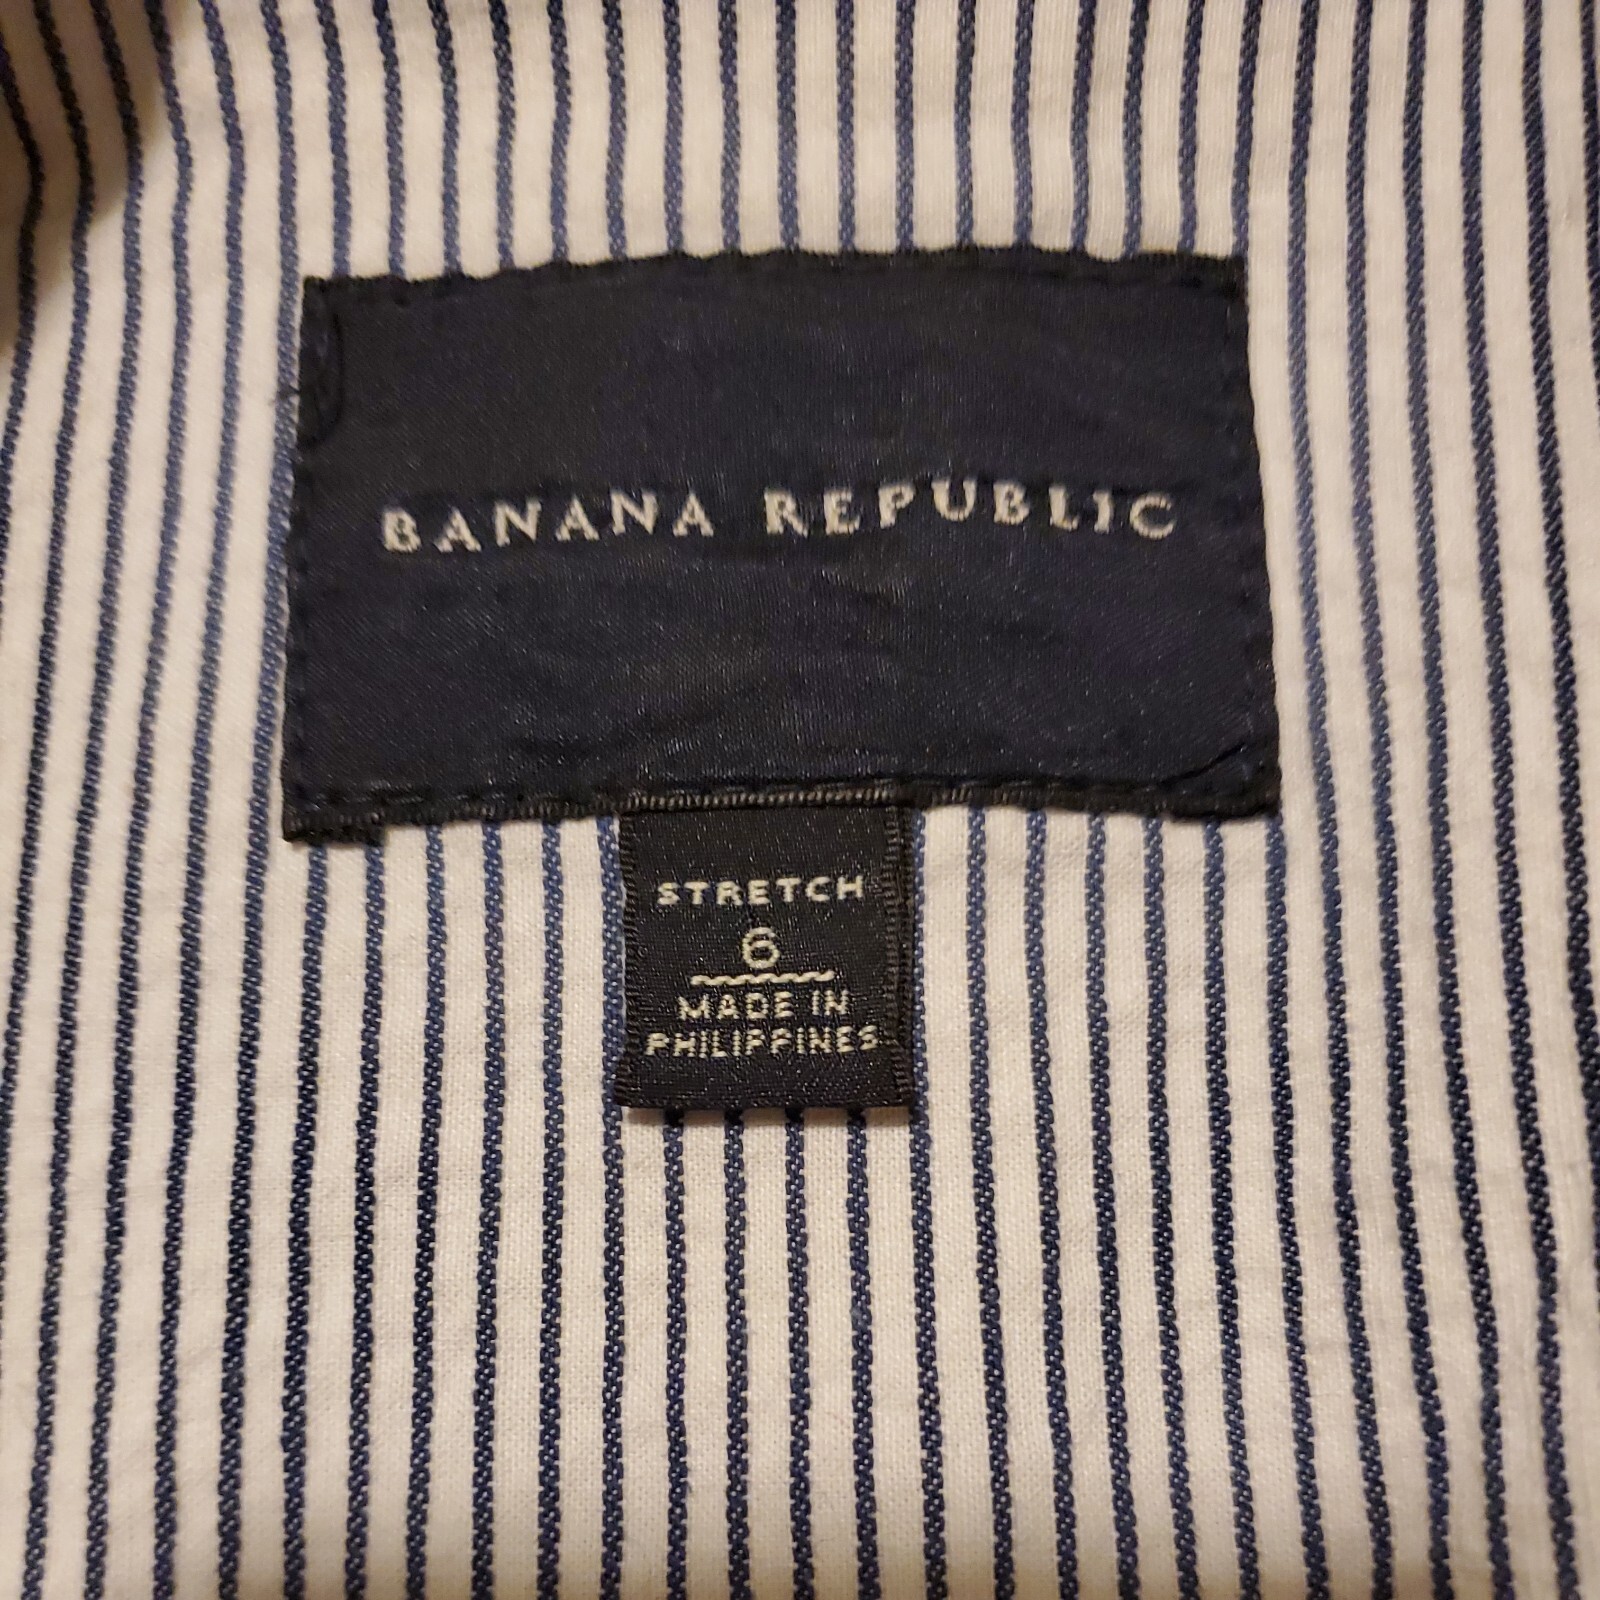 BANANA REPUBLIC
STRETCH
6
MADE IN
PHILIPPINES